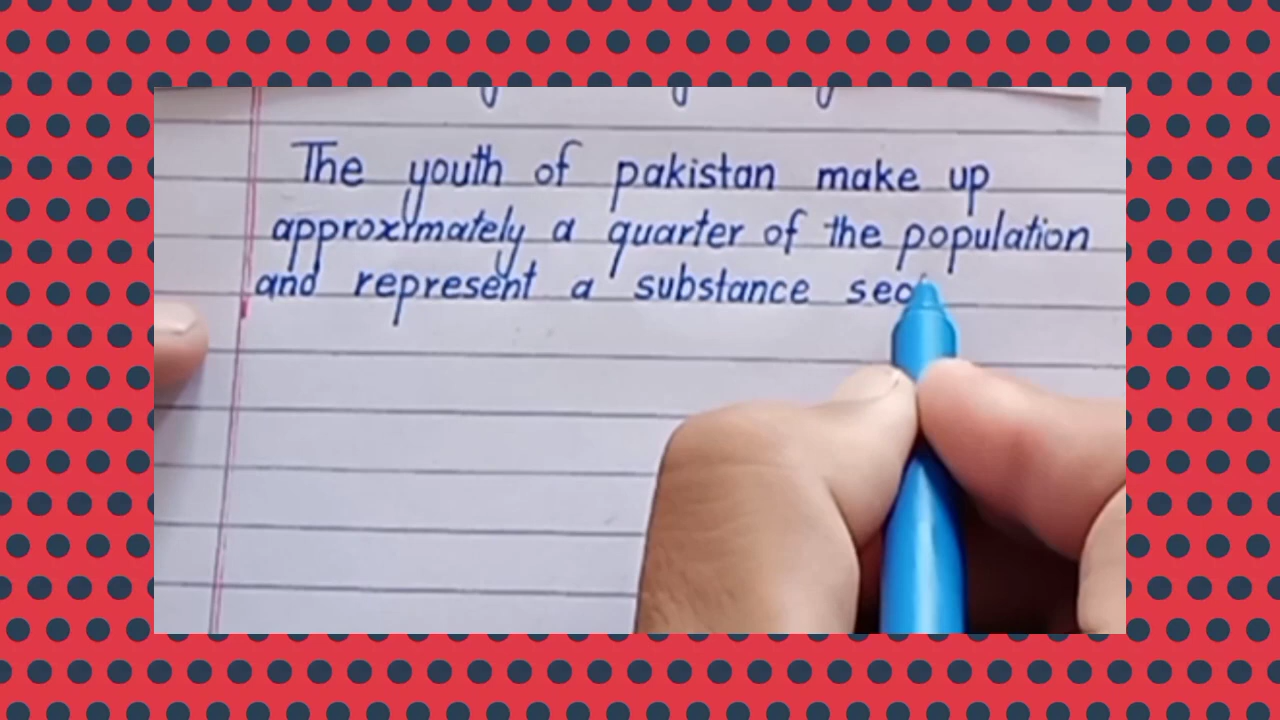 The youth of pakistan make up
approximately a quarter of the population
and represent a substance